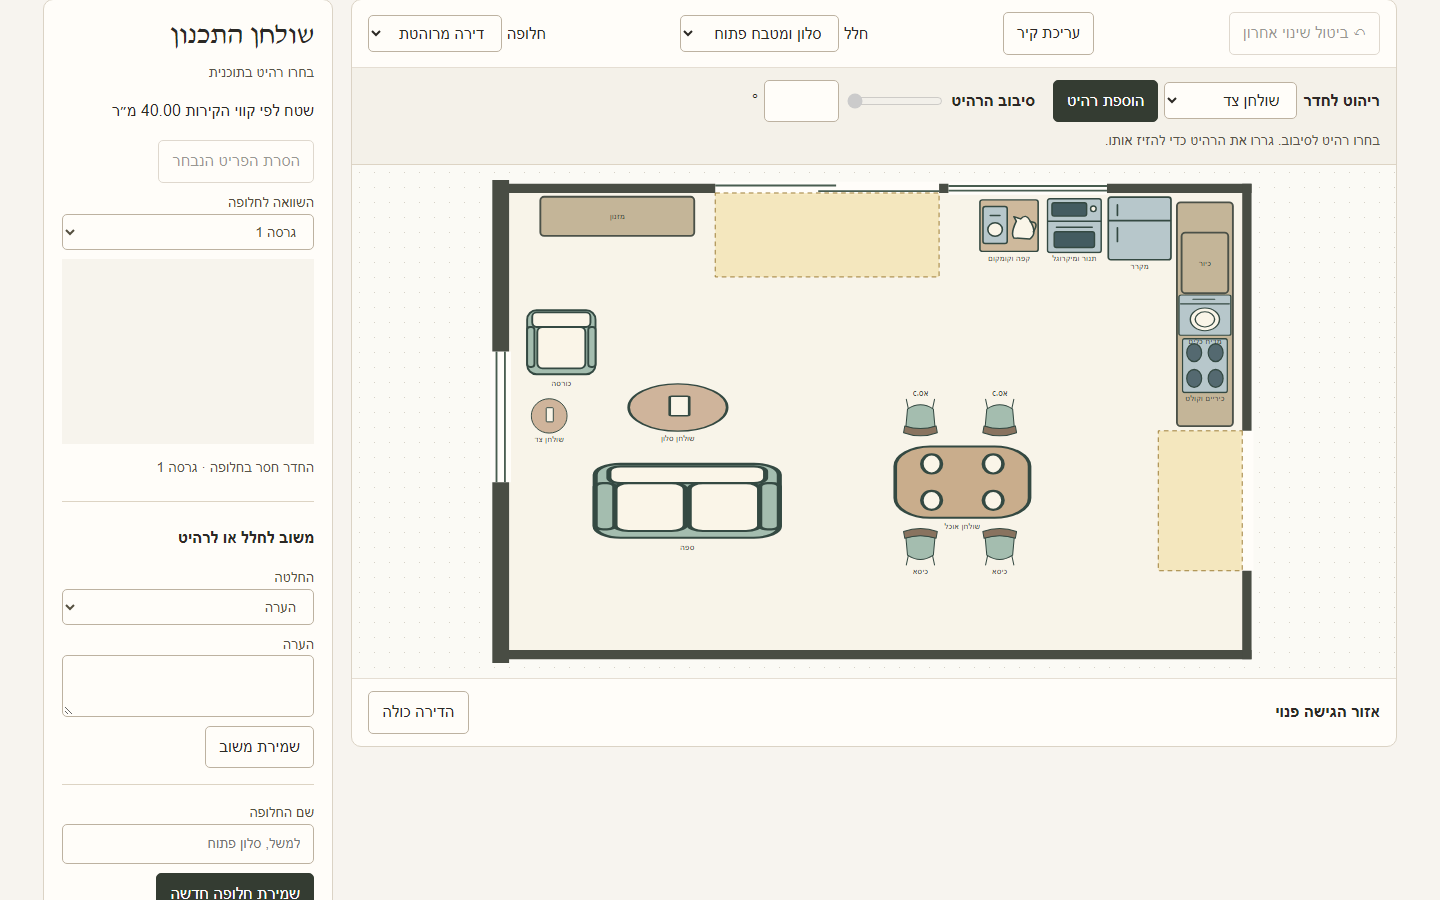 שולחן התכנון
בחרו רהיט בתוכנית
שטח לפי קווי הקירות 40.00 מ״ר
הסרת הפריט הנבחר
השוואה לחלופה
גרסה 1
החדר חסר בחלופה · גרסה 1
משוב לחלל או לרהיט
החלטה
הערה
הערה
שמירת משוב
שם החלופה
למשל, סלון פתוח
שמירת חלופה חדשה
↶ ביטול שינוי אחרון
עריכת קיר
חלל סלון ומטבח פתוח
חלופה דירה מרוהטת
ריהוט לחדר שולחן צד הוספת רהיט סיבוב הרהיט °
בחרו רהיט לסיבוב. גררו את הרהיט כדי להזיז אותו.
מזנון
קפה וקומקום
תנור ומיקרוגל
מקרר
כיור
כיריים וקולט
כורסה
שולחן צד
שולחן סלון
ספה
שולחן אוכל
כיסא
כיסא
אזור הגישה פנוי
הדירה כולה